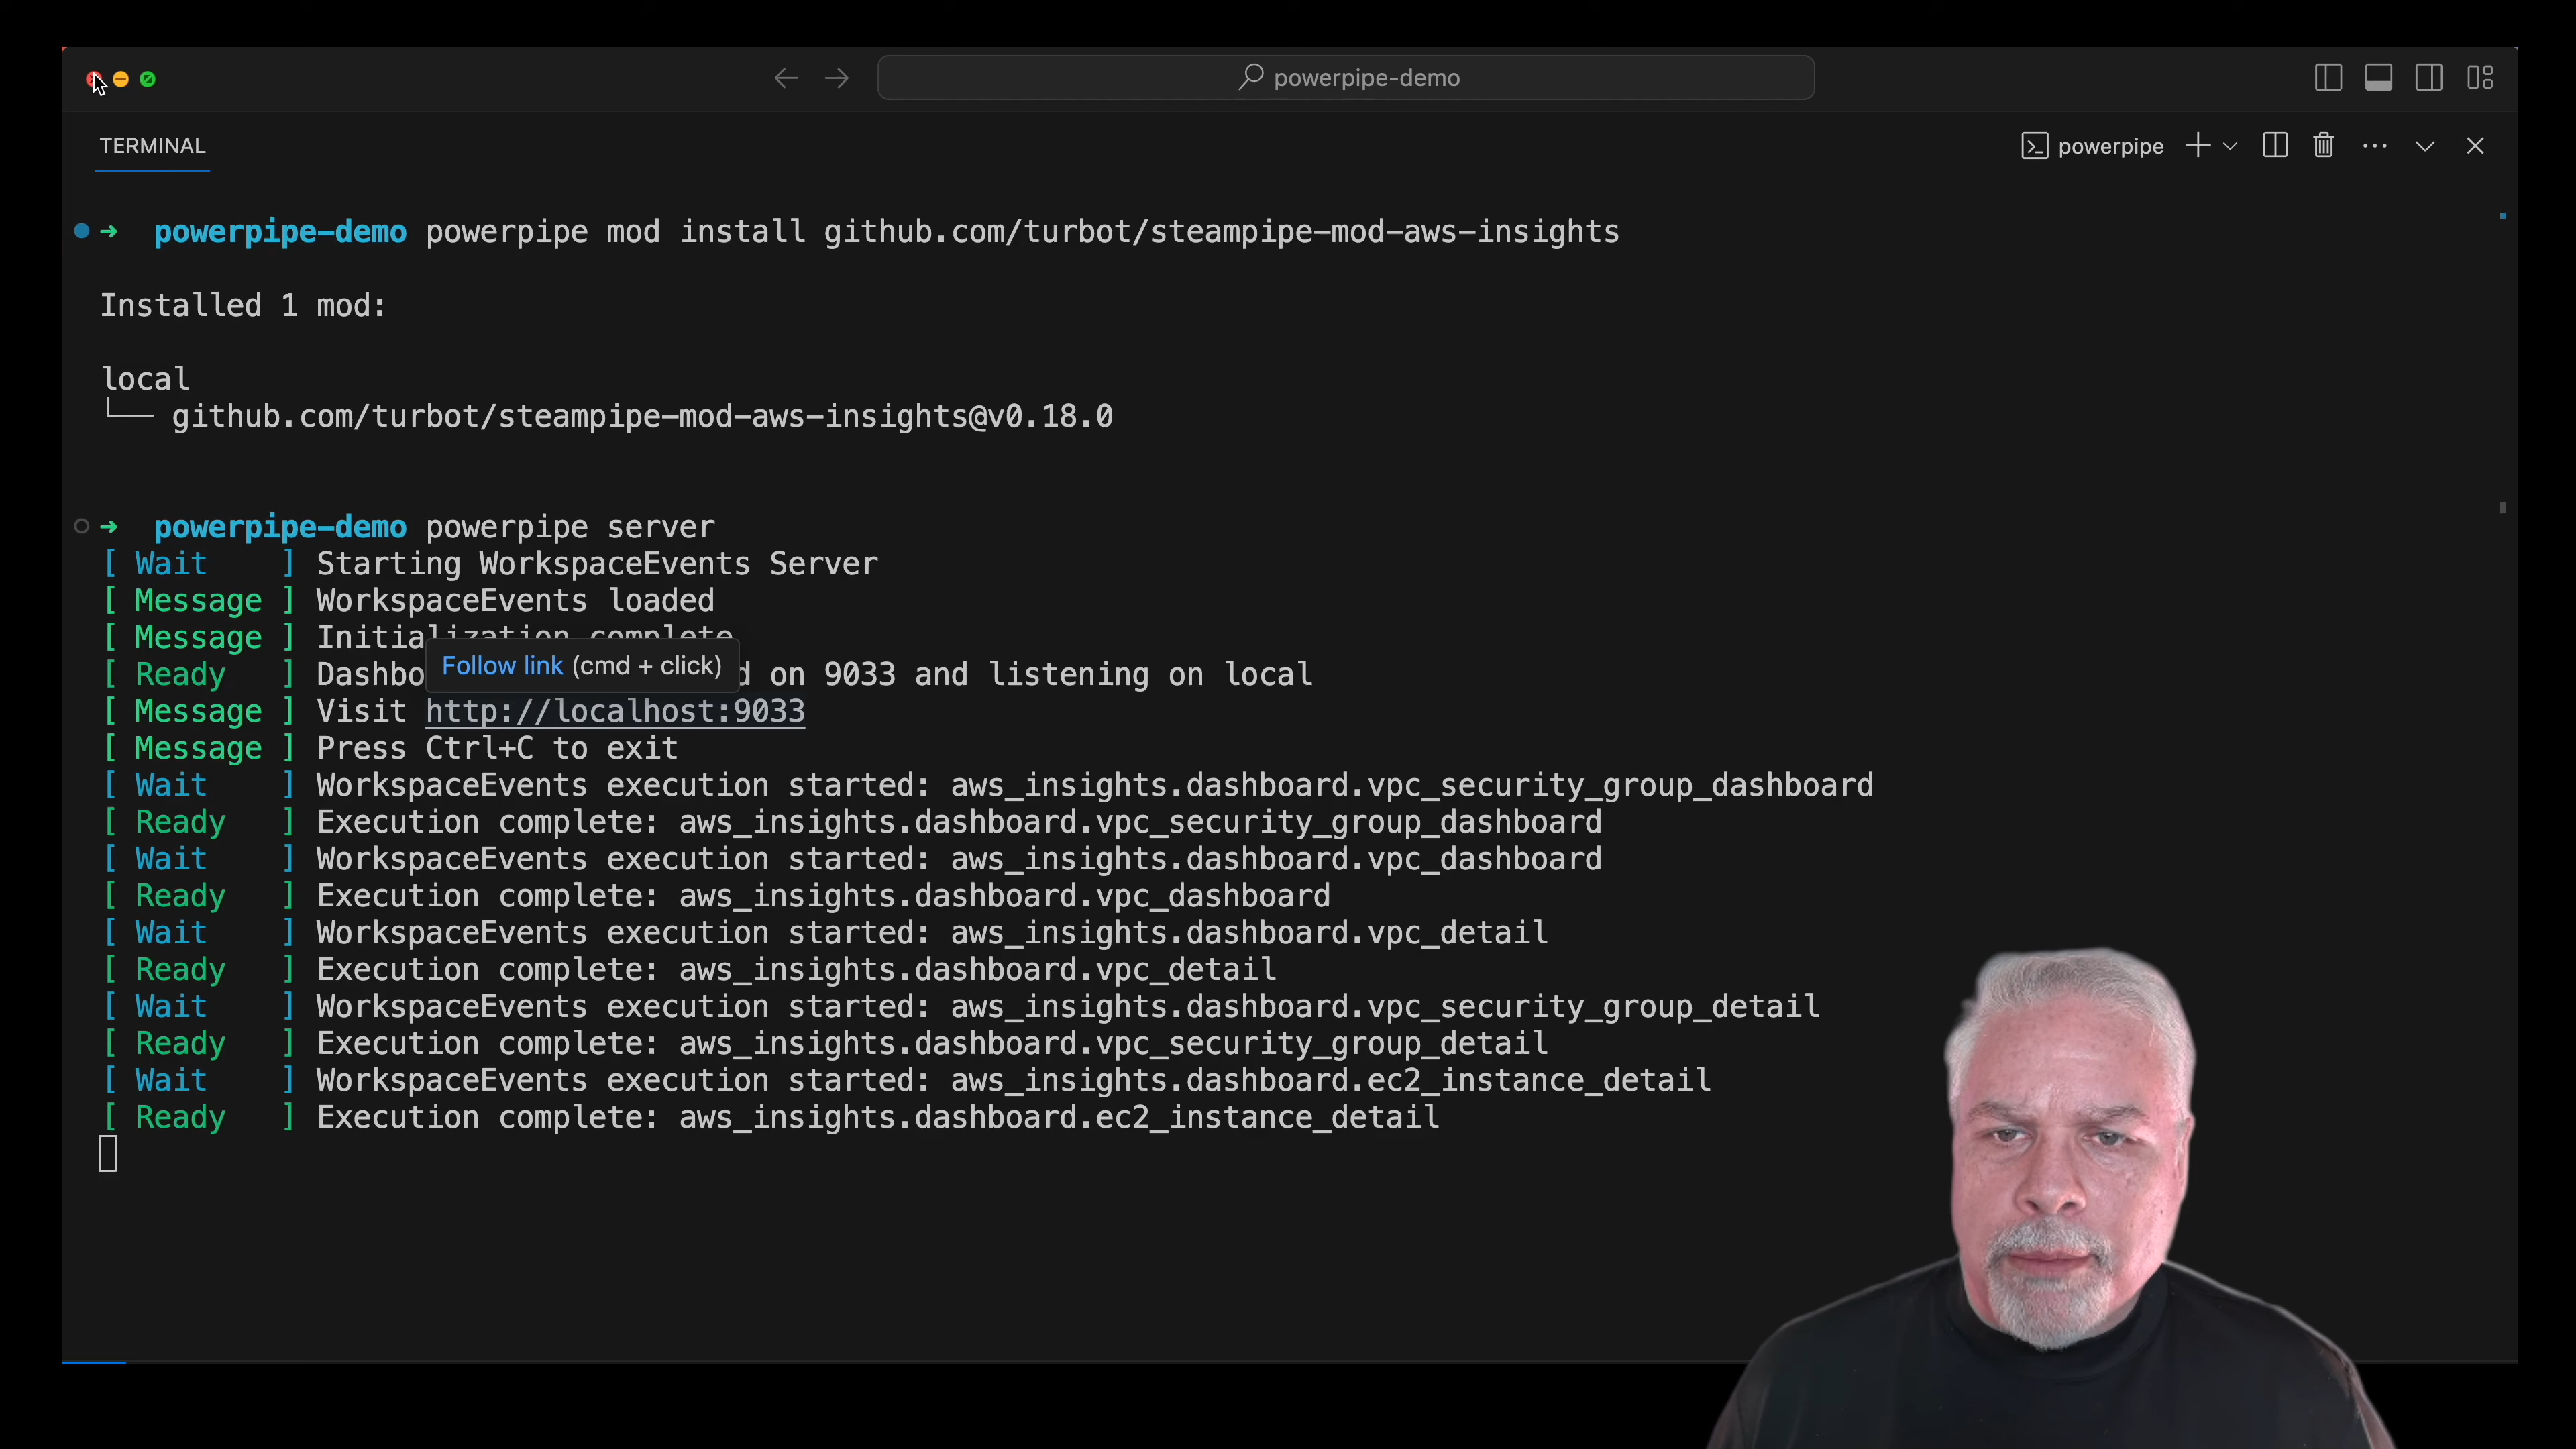 powerpipe-demo
TERMINAL
powerpipe
powerpipe-demo powerpipe mod install github.com/turbot/steampipe-mod-aws-insights
Installed 1 mod:
local
└── github.com/turbot/steampipe-mod-aws-insights@v0.18.0
powerpipe-demo powerpipe server
[ Wait ] Starting WorkspaceEvents Server
[ Message ] WorkspaceEvents loaded
[ Message ] Initialization complete
Follow link (cmd + click)
[ Ready ] Dashbo d on 9033 and listening on local
[ Message ] Visit http://localhost:9033
[ Message ] Press Ctrl+C to exit
[ Wait ] WorkspaceEvents execution started: aws_insights.dashboard.vpc_security_group_dashboard
[ Ready ] Execution complete: aws_insights.dashboard.vpc_security_group_dashboard
[ Wait ] WorkspaceEvents execution started: aws_insights.dashboard.vpc_dashboard
[ Ready ] Execution complete: aws_insights.dashboard.vpc_dashboard
[ Wait ] WorkspaceEvents execution started: aws_insights.dashboard.vpc_detail
[ Ready ] Execution complete: aws_insights.dashboard.vpc_detail
[ Wait ] WorkspaceEvents execution started: aws_insights.dashboard.vpc_security_group_detail
[ Ready ] Execution complete: aws_insights.dashboard.vpc_security_group_detail
[ Wait ] WorkspaceEvents execution started: aws_insights.dashboard.ec2_instance_detail
[ Ready ] Execution complete: aws_insights.dashboard.ec2_instance_detail